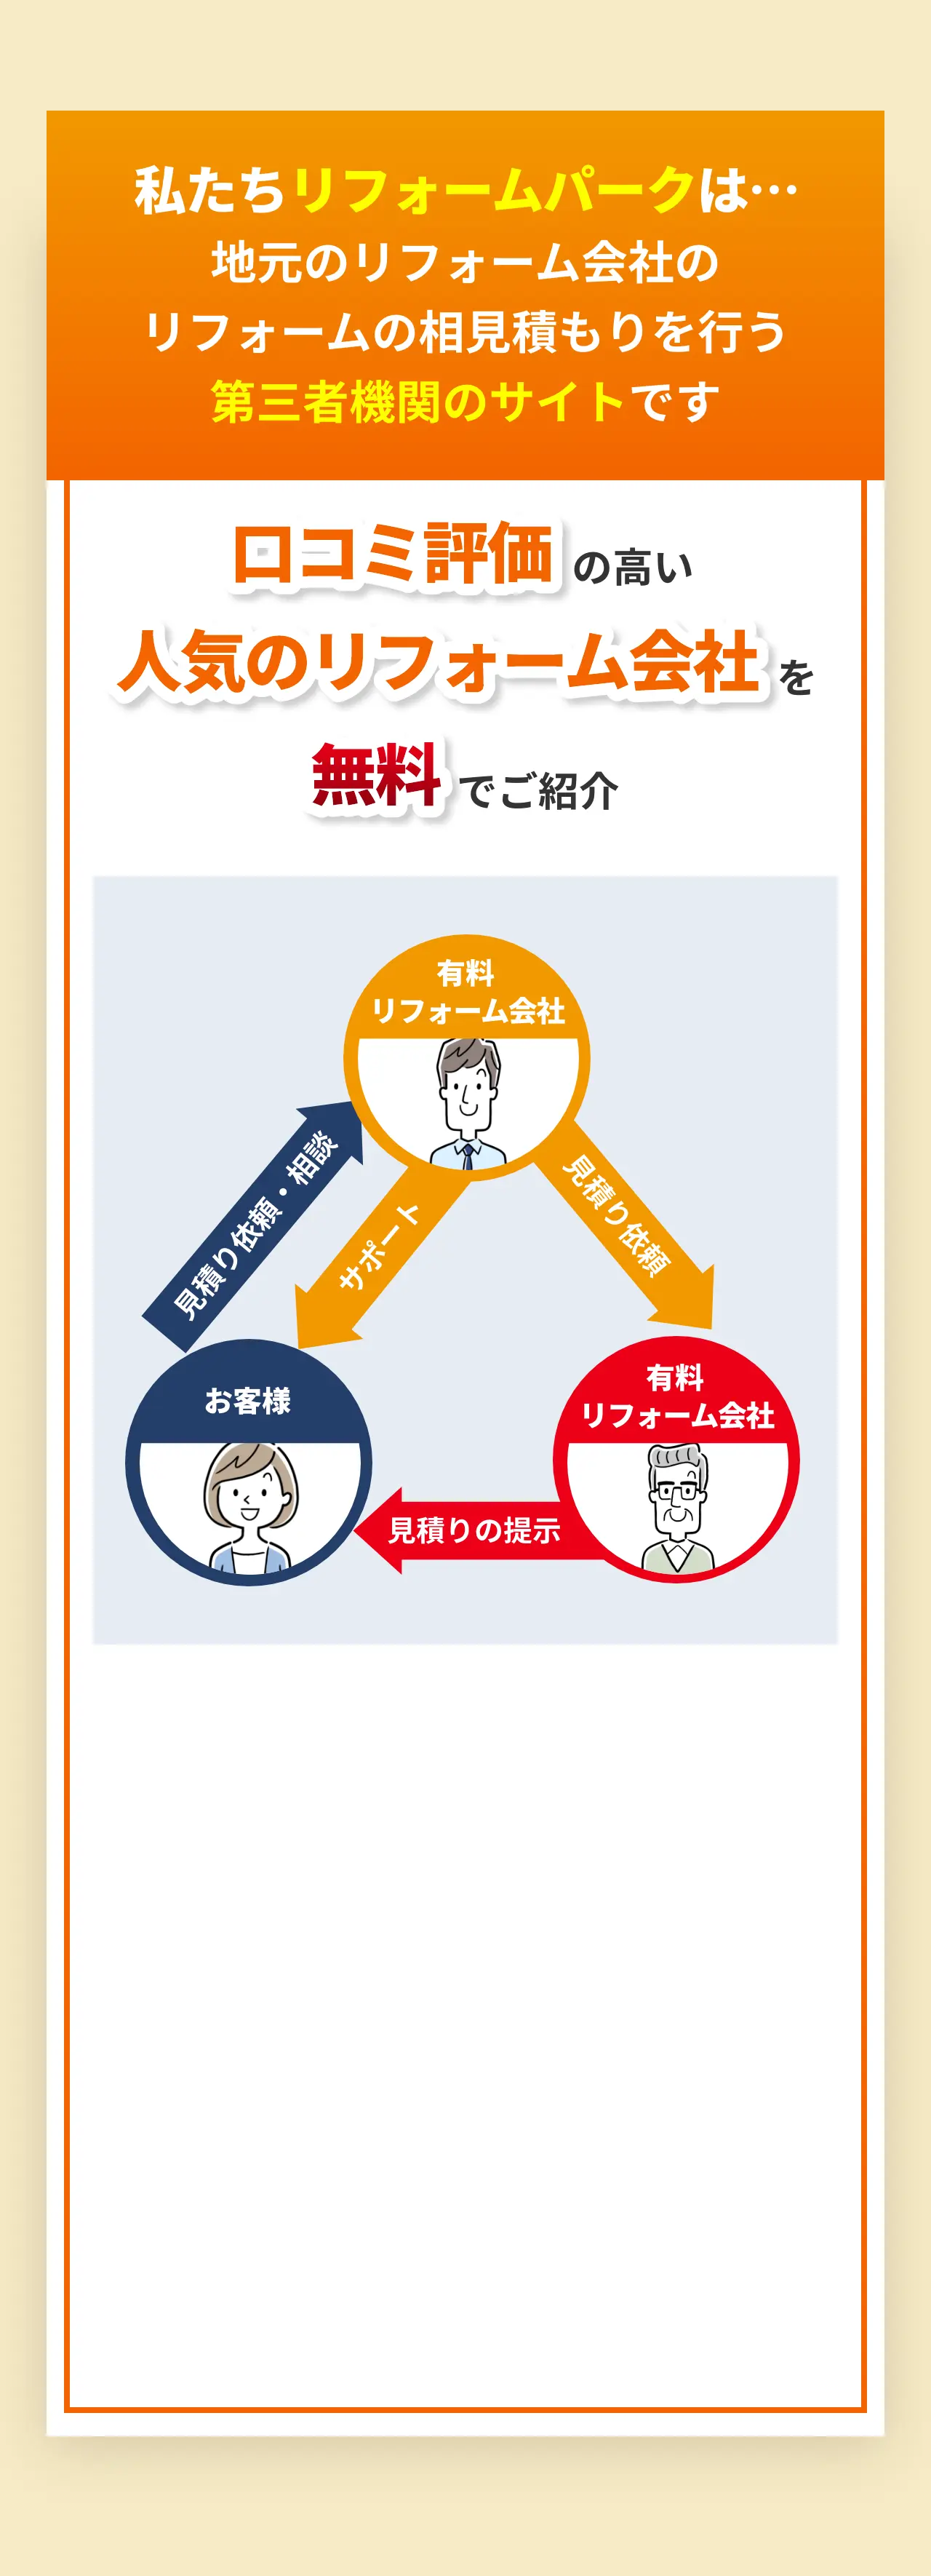 私たちリフォームパークは…
地元のリフォーム会社の
リフォームの相見積もりを行う
第三者機関のサイトです
口コミ評価の高い
人気のリフォーム会社を
無料でご紹介
有料
リフォーム会社
見積り依頼・相談
サポート
見積り依頼
お客様
有料
リフォーム会社
見積りの提示